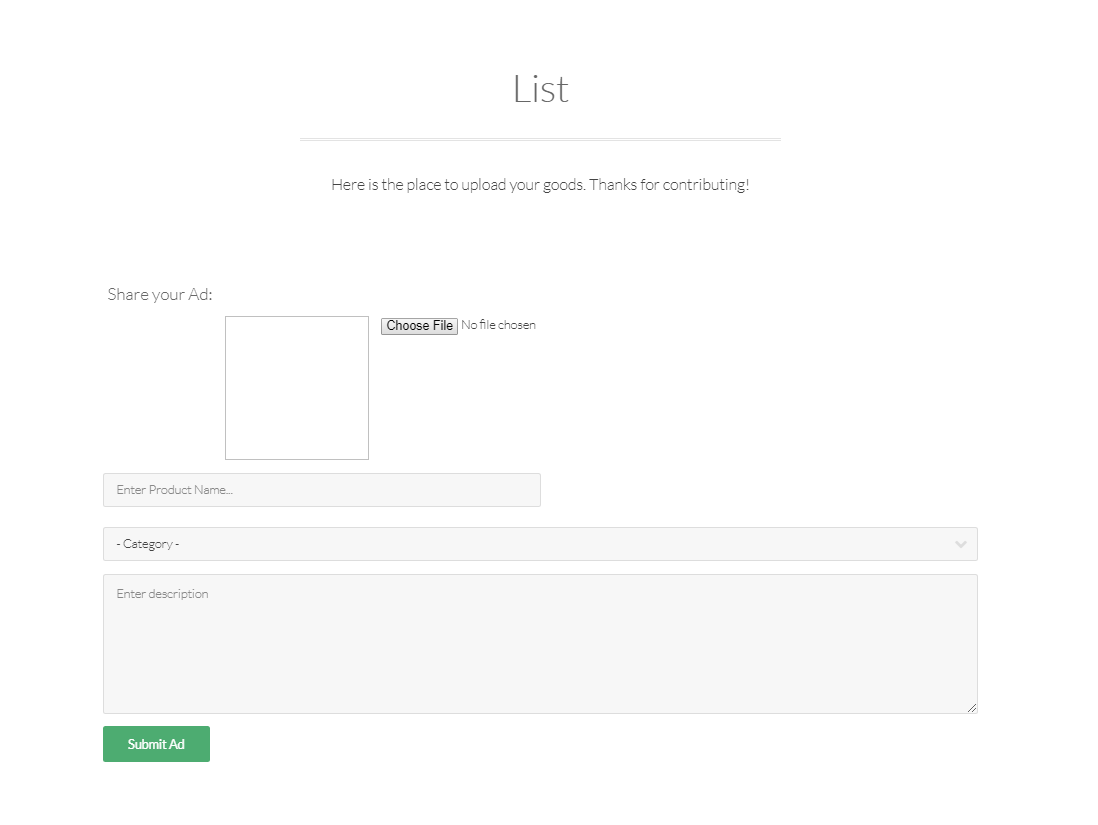 List
Here is the place to upload your goods. Thanks for contributing!
Share your Ad:
Choose File No file chosen
Enter Product Name...
- Category -
Enter description
Submit Ad